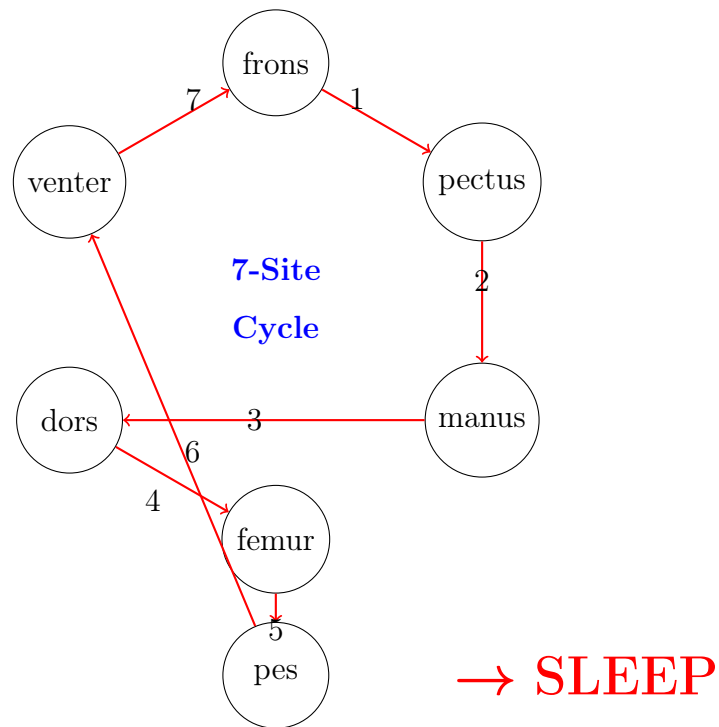 frons
7
1
venter
pectus
7-Site
2
Cycle
dors
3
manus
6
4
femur
5
pes
→ SLEEP